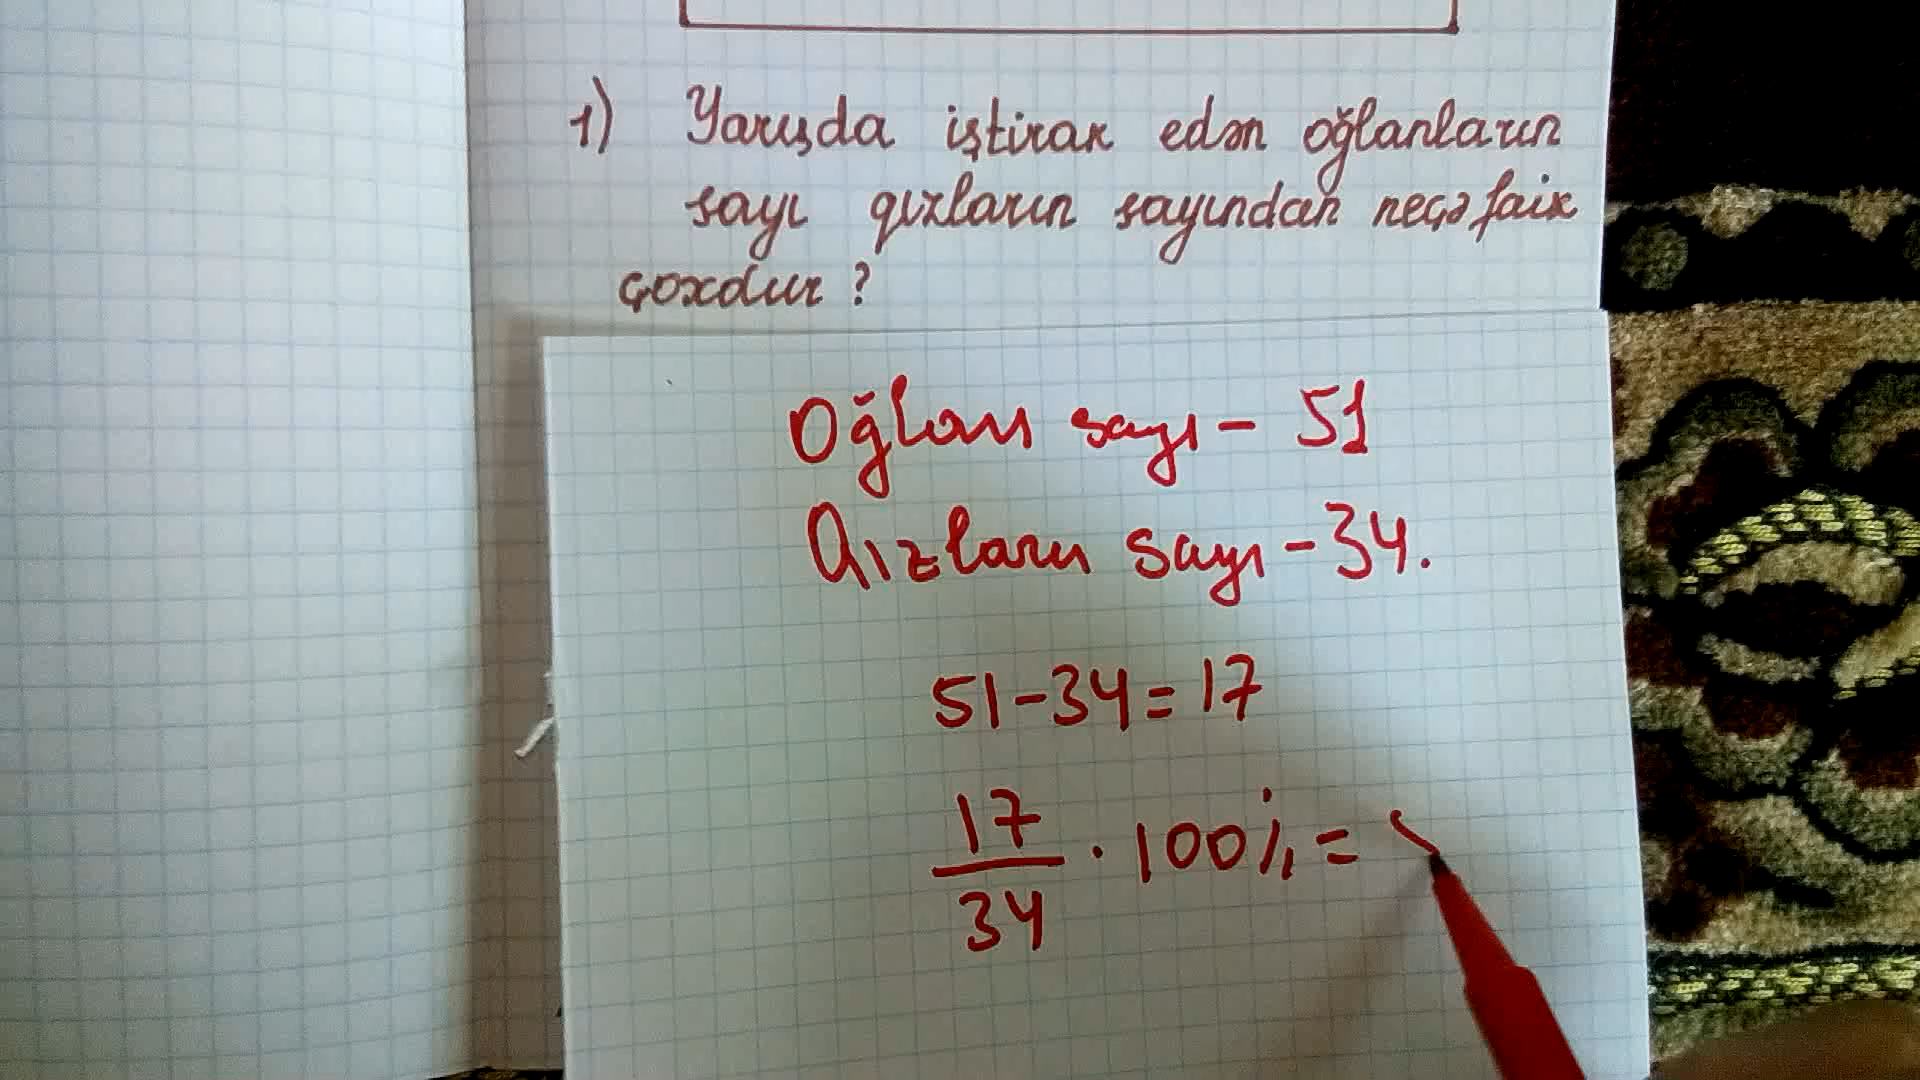 1) Yarışda iştirak edən oğlanların
sayı qızların sayından neçə faiz
çoxdur?
Oğlan sayı - 51
Qızların sayı - 34.
51-34=17
17/34 · 100% =